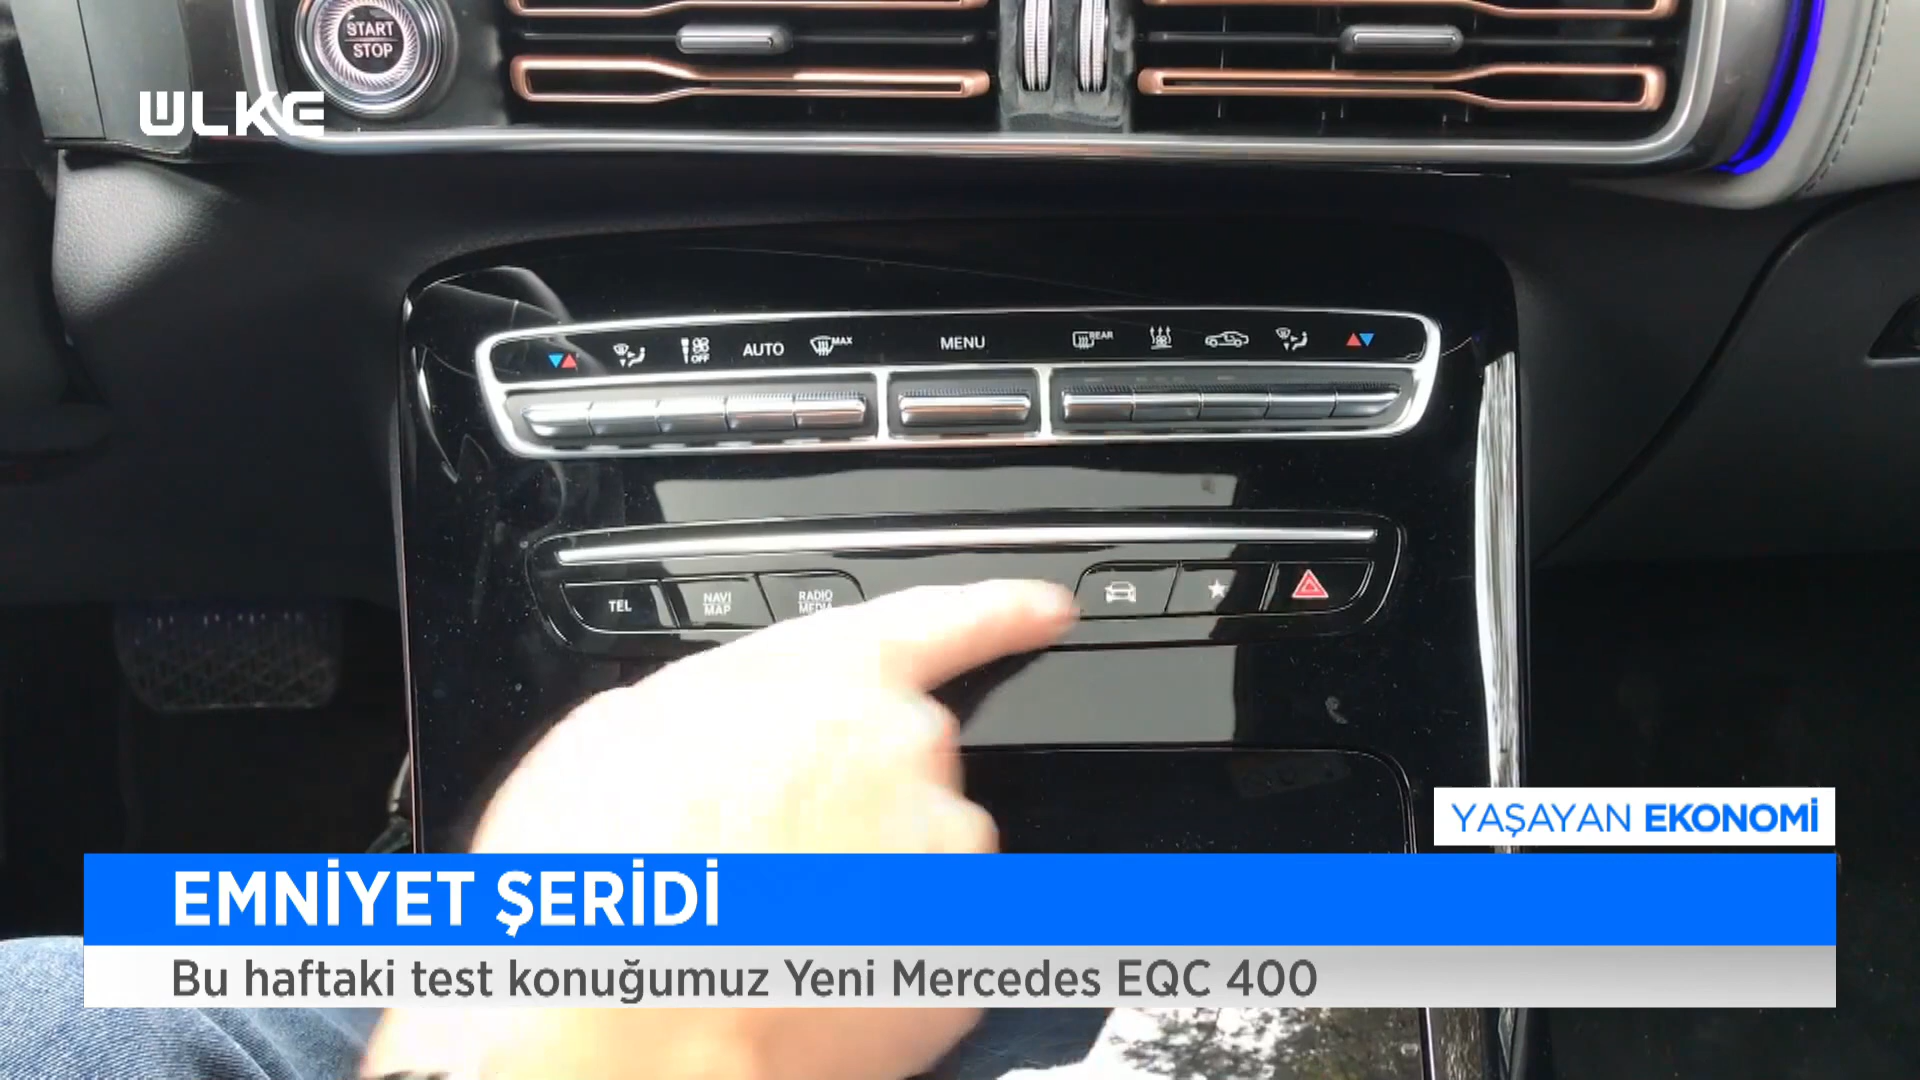 START
STOP
ULKE
OFF
AUTO
MAX
MENU
REAR
TEL
NAVI
MAP
RADIO
MEDIA
YAŞAYAN EKONOMİ
EMNİYET ŞERİDİ
Bu haftaki test konuğumuz Yeni Mercedes EQC 400